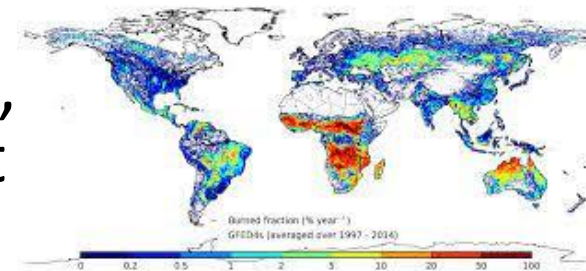 ,
t
Burned fraction (% year⁻¹)
GFED4s (averaged over 1997 - 2014)
0 0.2 0.5 1 2 5 10 20 50 100